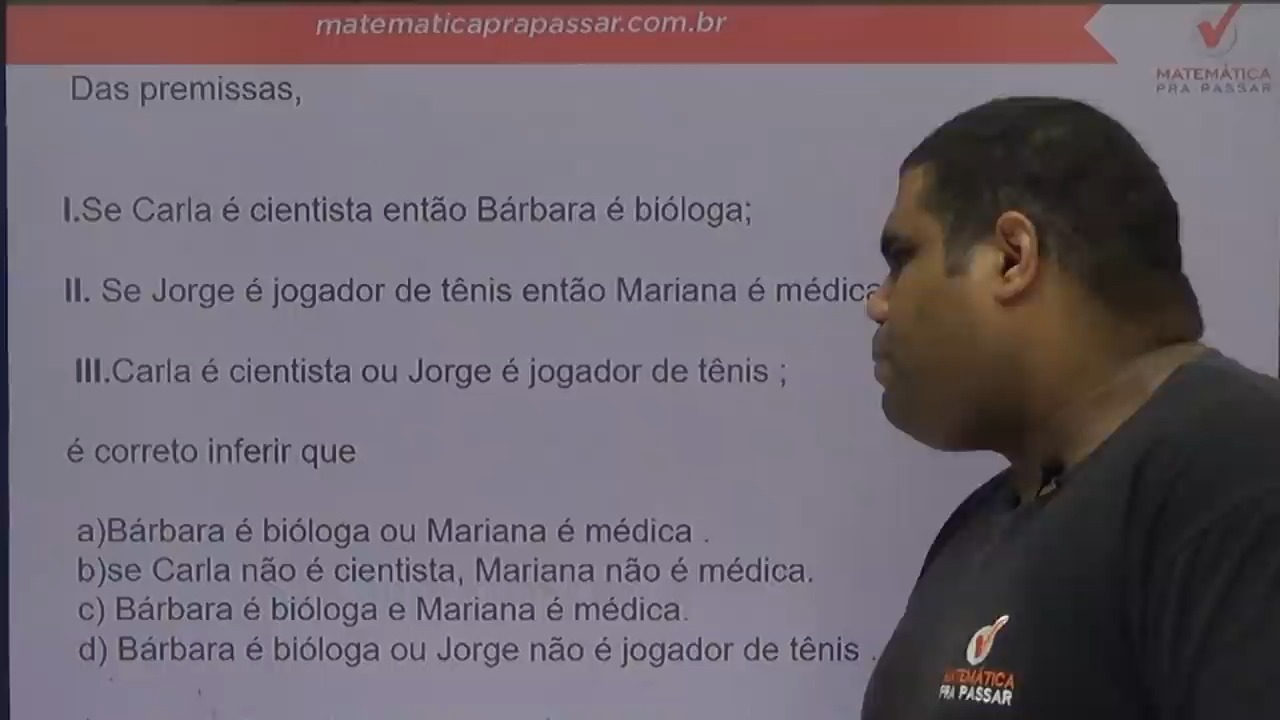 matematicaprapassar.com.br
MATEMÁTICA
PRA PASSAR
Das premissas,
I.Se Carla é cientista então Bárbara é bióloga;
II. Se Jorge é jogador de tênis então Mariana é médica
III.Carla é cientista ou Jorge é jogador de tênis ;
é correto inferir que
a)Bárbara é bióloga ou Mariana é médica .
b)se Carla não é cientista, Mariana não é médica.
c) Bárbara é bióloga e Mariana é médica.
d) Bárbara é bióloga ou Jorge não é jogador de tênis .
MATEMÁTICA
PRA PASSAR